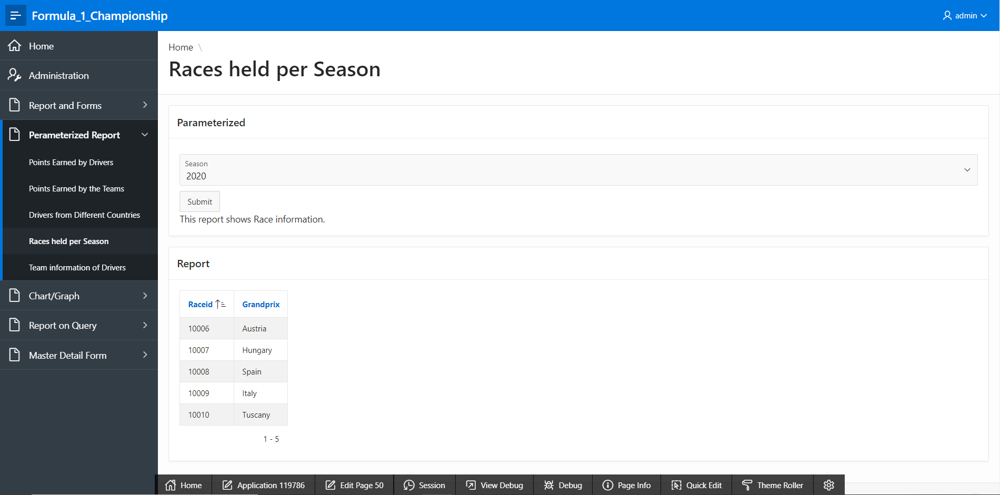 Formula_1_Championship
admin
Home
Administration
Report and Forms
Perameterized Report
Points Earned by Drivers
Points Earned by the Teams
Drivers from Different Countries
Races held per Season
Team information of Drivers
Chart/Graph
Report on Query
Master Detail Form
Home \
Races held per Season
Parameterized
Season
2020
Submit
This report shows Race information.
Report
Raceid Grandprix
10006 Austria
10007 Hungary
10008 Spain
10009 Italy
10010 Tuscany
1 - 5
Home Application 119786 Edit Page 50 Session View Debug Debug Page Info Quick Edit Theme Roller